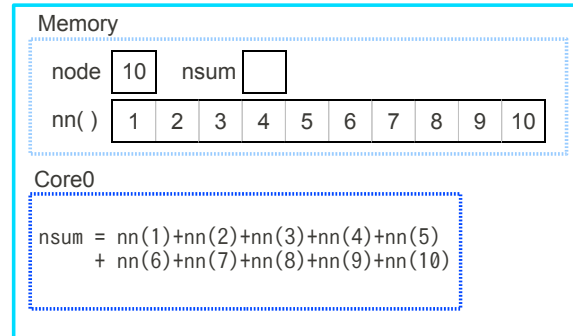 Memory
node 10 nsum
nn( ) 1 2 3 4 5 6 7 8 9 10
Core0
nsum = nn(1)+nn(2)+nn(3)+nn(4)+nn(5)
+ nn(6)+nn(7)+nn(8)+nn(9)+nn(10)